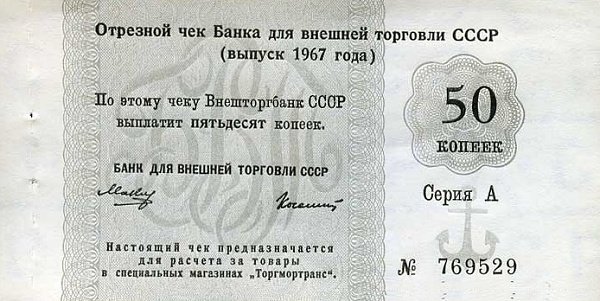 Отрезной чек Банка для внешней торговли СССР
(выпуск 1967 года)
По этому чеку Внешторгбанк СССР
выплатит пятьдесят копеек.
50
КОПЕЕК
БАНК ДЛЯ ВНЕШНЕЙ ТОРГОВЛИ СССР
Серия А
Настоящий чек предназначается
для расчета за товары
в специальных магазинах „Торгмортранс“.
№ 769529